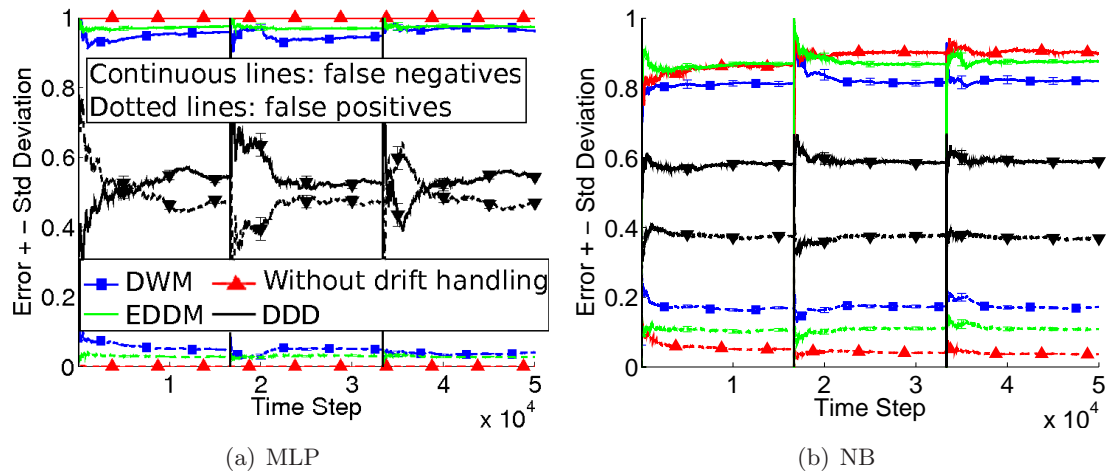 Error + - Std Deviation
1
0.8
0.6
0.4
0.2
0
Continuous lines: false negatives
Dotted lines: false positives
DWM
Without drift handling
EDDM
DDD
1
2
3
4
5
Time Step
x 10^4
(a) MLP
Error + - Std Deviation
1
0.8
0.6
0.4
0.2
0
1
2
3
4
5
Time Step
x 10^4
(b) NB